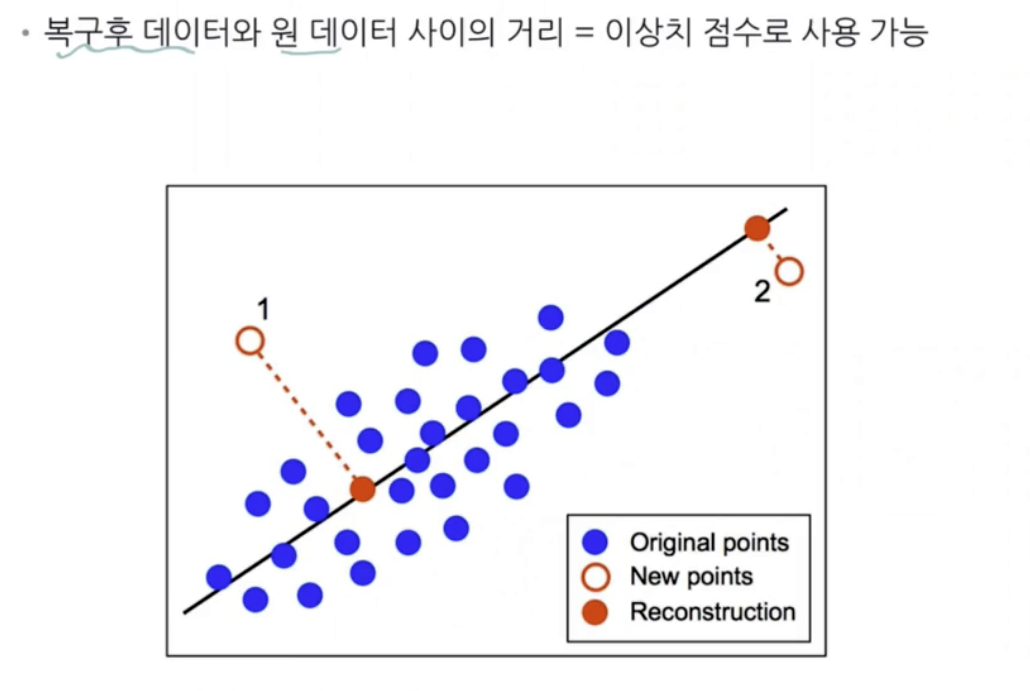 • 복구후 데이터와 원 데이터 사이의 거리 = 이상치 점수로 사용 가능
1
2
Original points
New points
Reconstruction